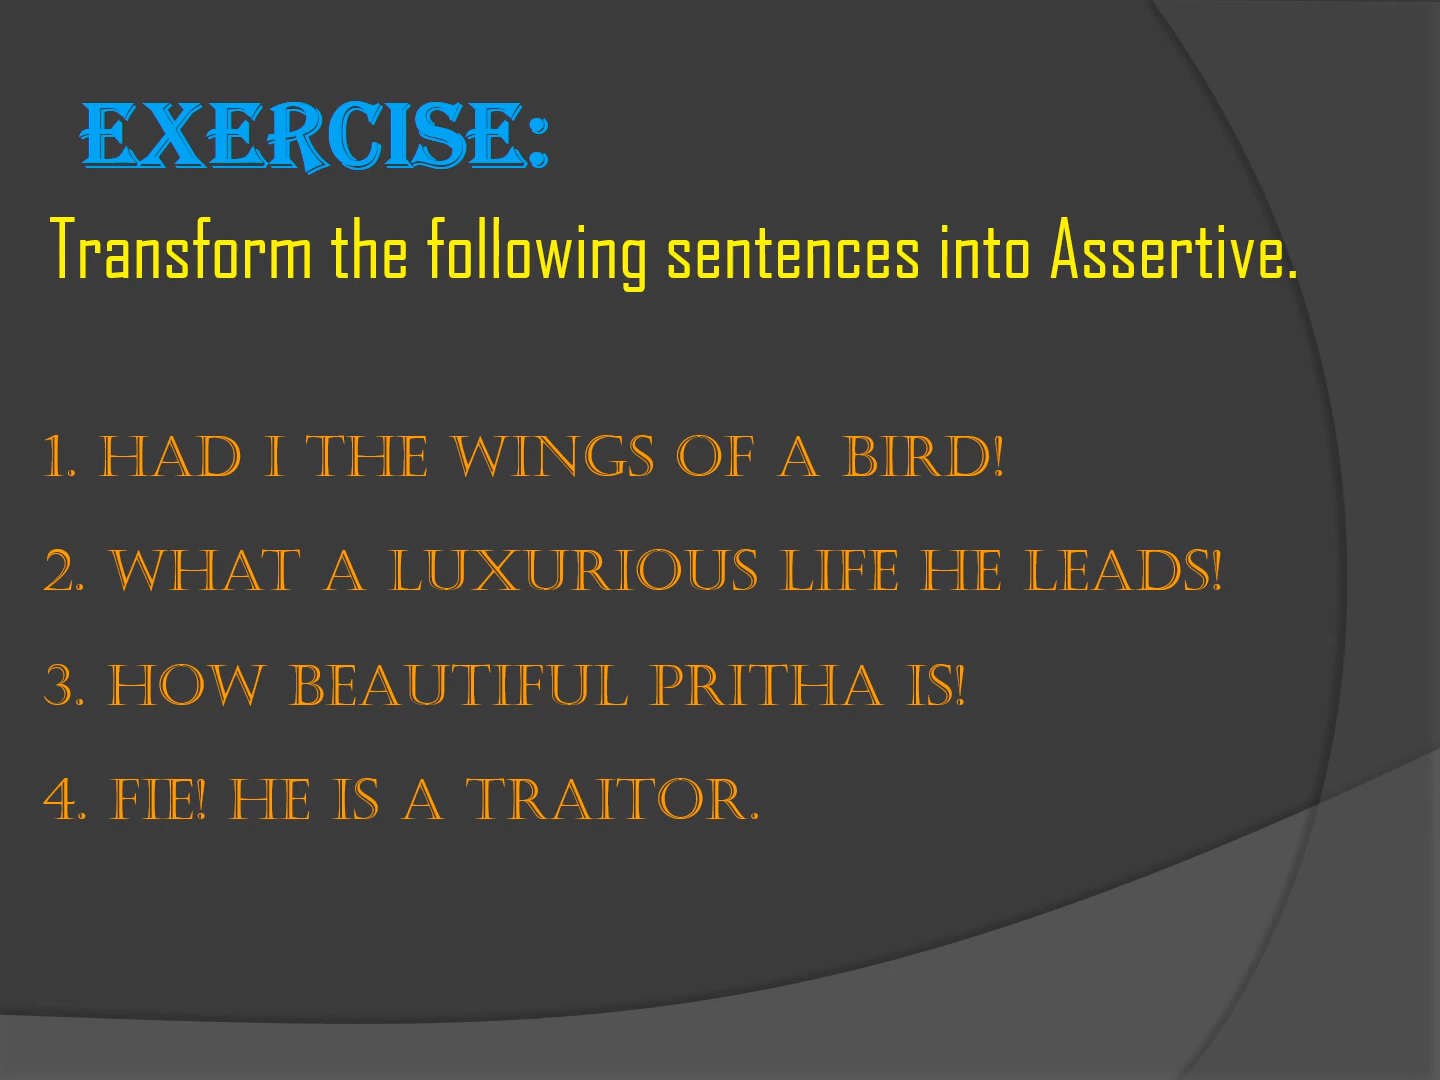 EXERCISE:
Transform the following sentences into Assertive.
1. HAD I THE WINGS OF A BIRD!
2. WHAT A LUXURIOUS LIFE HE LEADS!
3. HOW BEAUTIFUL PRITHA IS!
4. FIE! HE IS A TRAITOR.